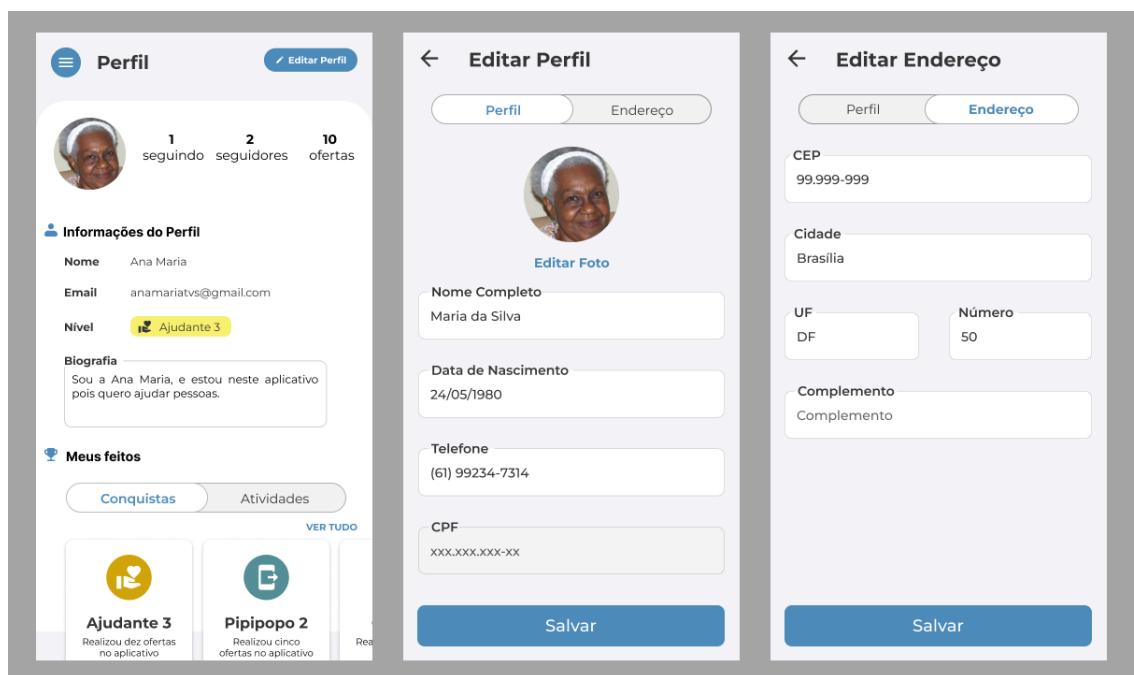 Perfil
Editar Perfil
1
seguindo
2
seguidores
10
ofertas
Informações do Perfil
Nome Ana Maria
Email anamariatvs@gmail.com
Nível Ajudante 3
Biografia
Sou a Ana Maria, e estou neste aplicativo
pois quero ajudar pessoas.
Meus feitos
Conquistas Atividades
VER TUDO
Ajudante 3
Realizou dez ofertas
no aplicativo
Pipipopo 2
Realizou cinco
ofertas no aplicativo
Rea
Editar Perfil
Perfil Endereço
Editar Foto
Nome Completo
Maria da Silva
Data de Nascimento
24/05/1980
Telefone
(61) 99234-7314
CPF
xxx.xxx.xxx-xx
Salvar
Editar Endereço
Perfil Endereço
CEP
99.999-999
Cidade
Brasília
UF
DF
Número
50
Complemento
Complemento
Salvar